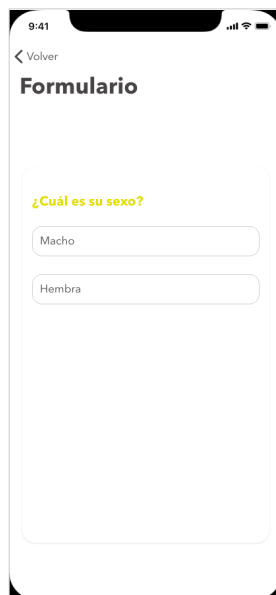 9:41
Volver
Formulario
¿Cuál es su sexo?
Macho
Hembra